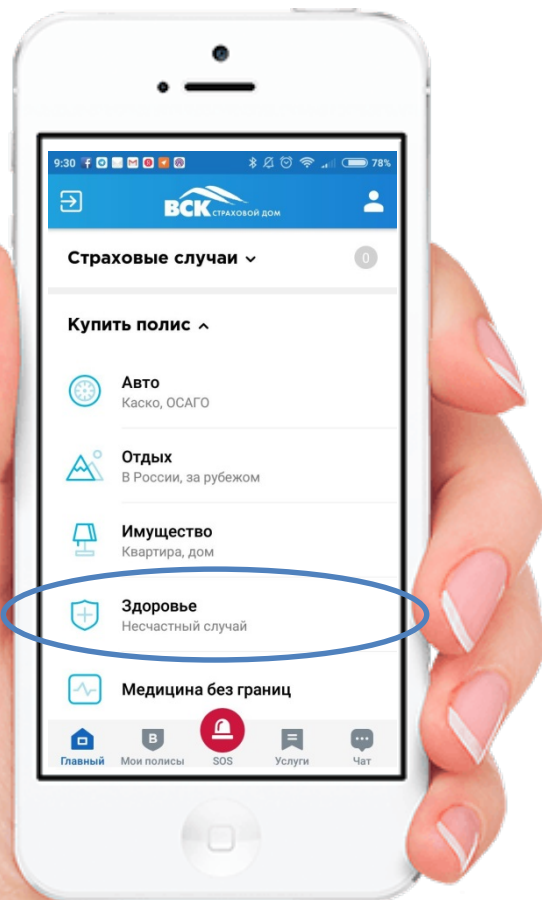 9:30 78%
ВСК СТРАХОВОЙ ДОМ
Страховые случаи 0
Купить полис
Авто
Каско, ОСАГО
Отдых
В России, за рубежом
Имущество
Квартира, дом
Здоровье
Несчастный случай
Медицина без границ
B
Главный Мои полисы SOS Услуги Чат